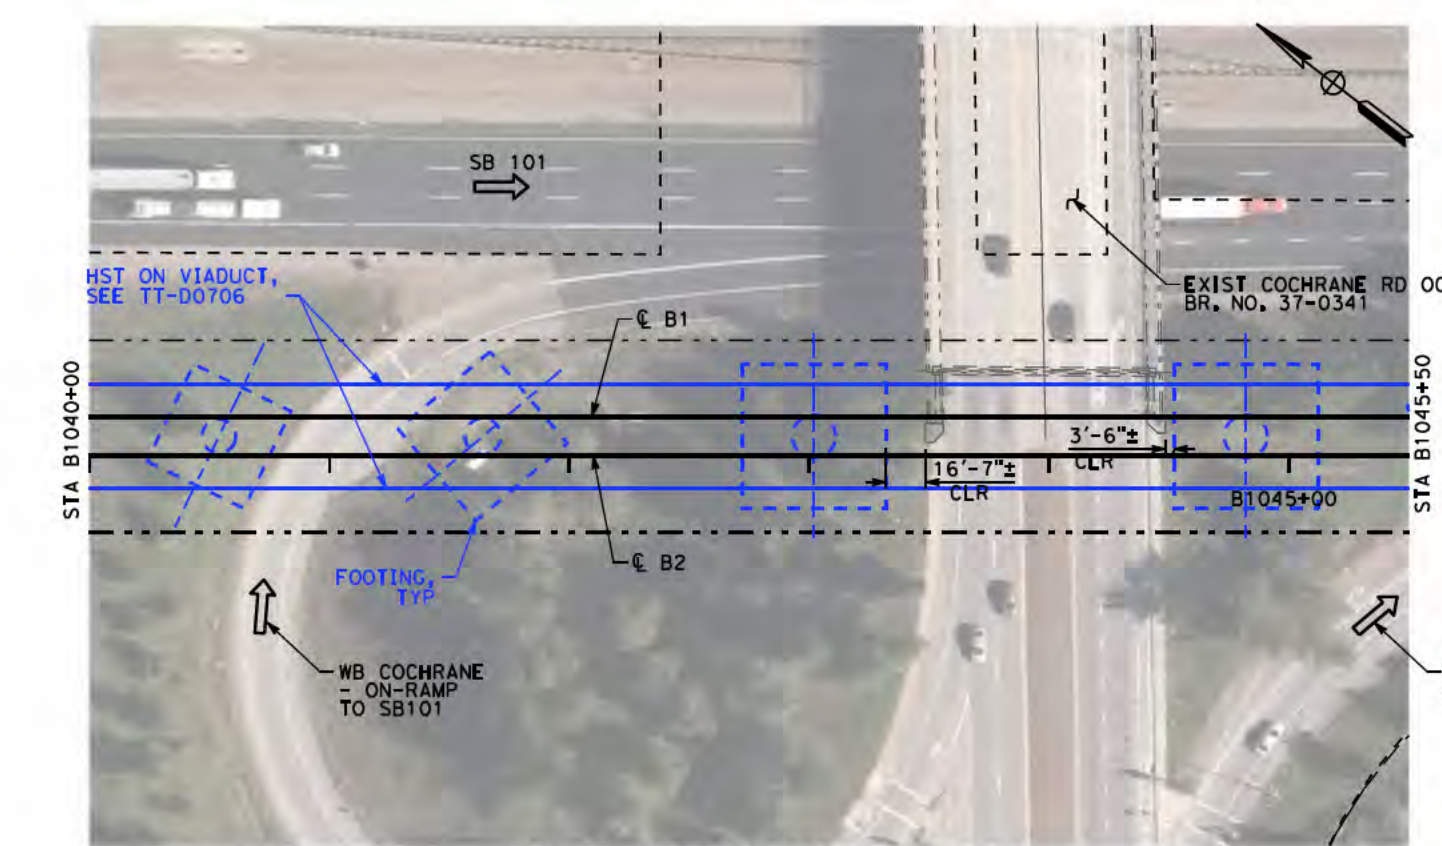 SB 101
HST ON VIADUCT,
SEE TT-D0706
EXIST COCHRANE RD OC
BR. NO. 37-0341
℄ B1
STA B1040+00
STA B1045+50
3'-6"±
CLR
16'-7"±
CLR
B1045+00
℄ B2
FOOTING,
TYP
WB COCHRANE
- ON-RAMP
TO SB101